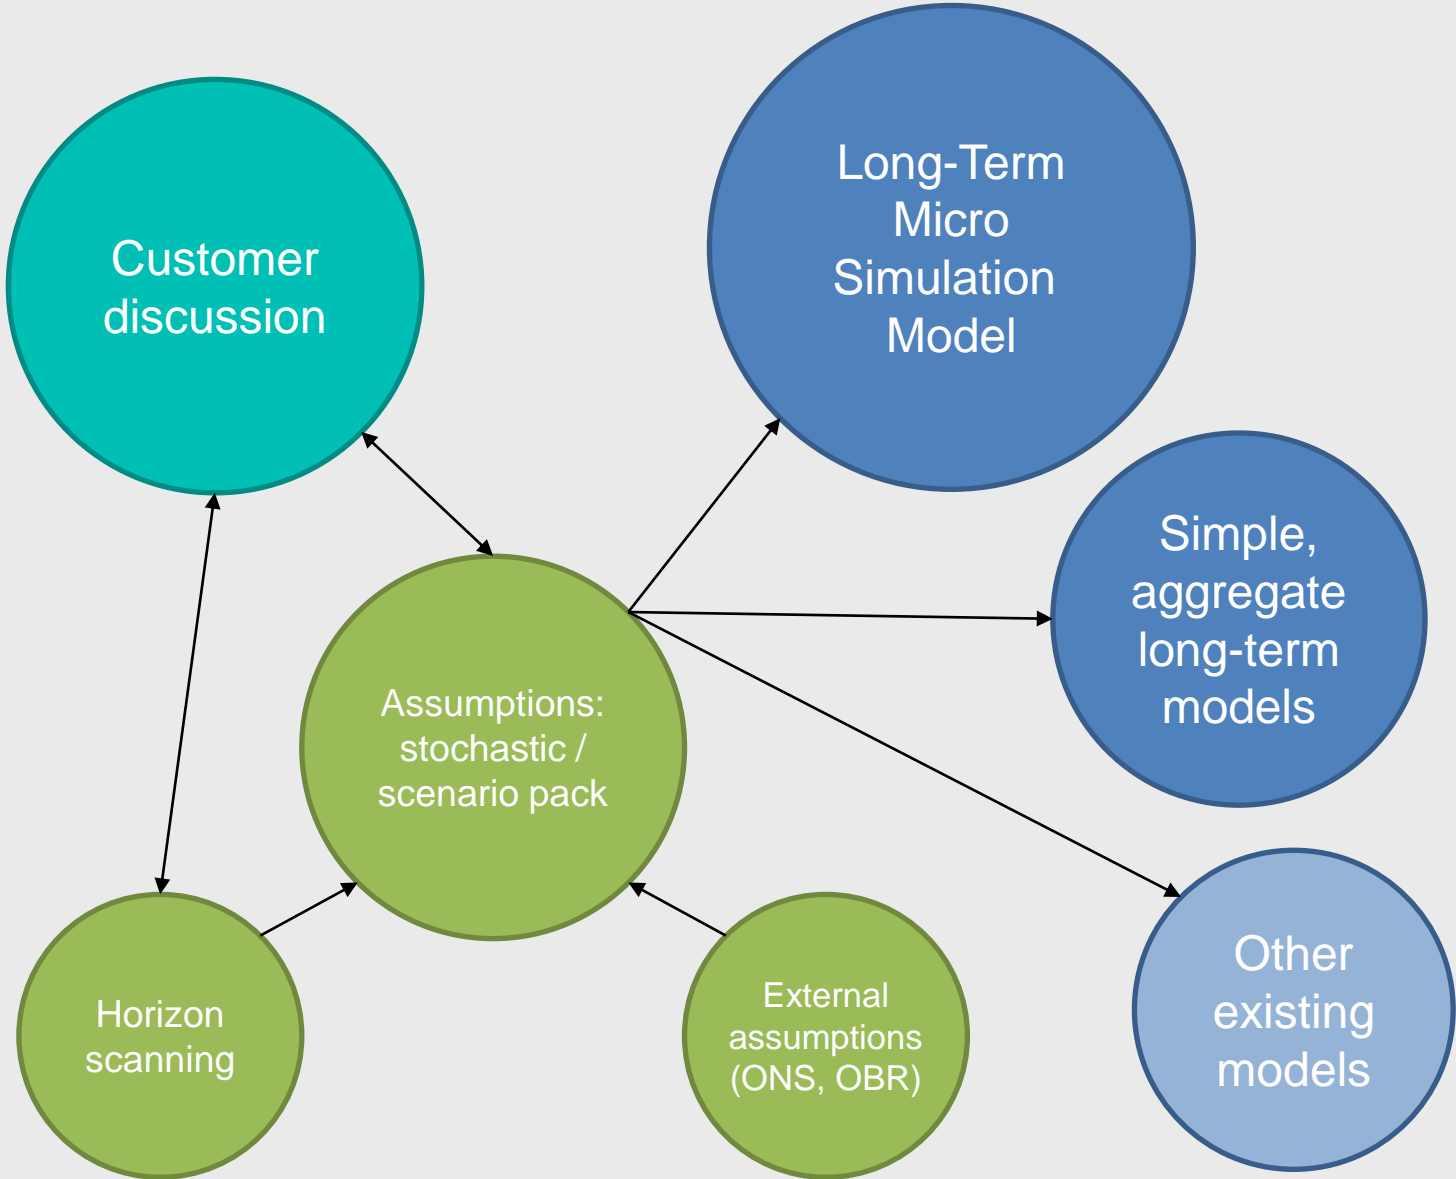 Customer
discussion
Long-Term
Micro
Simulation
Model
Simple,
aggregate
long-term
models
Assumptions:
stochastic /
scenario pack
Horizon
scanning
External
assumptions
(ONS, OBR)
Other
existing
models